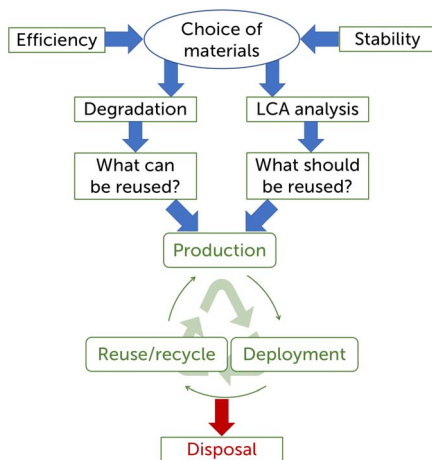 Efficiency
Choice of
materials
Stability
Degradation
LCA analysis
What can
be reused?
What should
be reused?
Production
Reuse/recycle
Deployment
Disposal